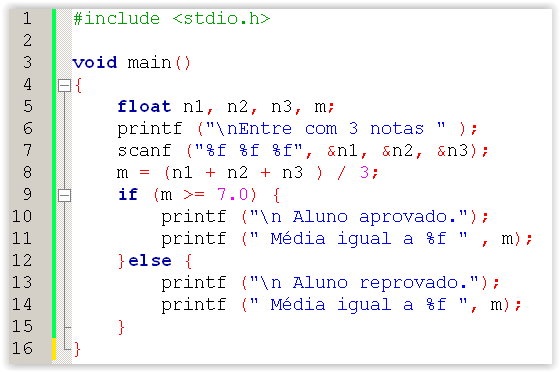 1 #include <stdio.h>
2
3 void main()
4 {
5     float n1, n2, n3, m;
6     printf ("\nEntre com 3 notas " );
7     scanf ("%f %f %f", &n1, &n2, &n3);
8     m = (n1 + n2 + n3 ) / 3;
9     if (m >= 7.0) {
10         printf ("\n Aluno aprovado.");
11         printf (" Média igual a %f " , m);
12     }else {
13         printf ("\n Aluno reprovado.");
14         printf (" Média igual a %f ", m);
15     }
16 }